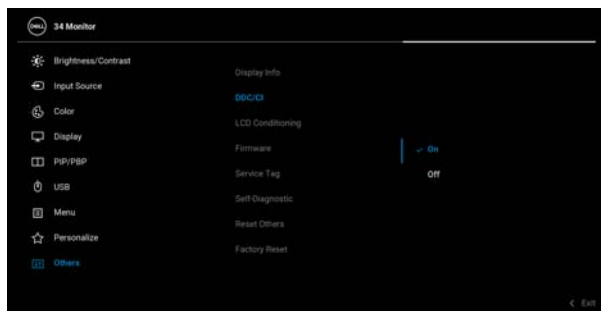 DELL
34 Monitor
Brightness/Contrast
Input Source
Color
Display
PIP/PBP
USB
Menu
Personalize
Others
Display Info
DDC/CI
LCD Conditioning
Firmware
Service Tag
Self-Diagnostic
Reset Others
Factory Reset
On
Off
Exit